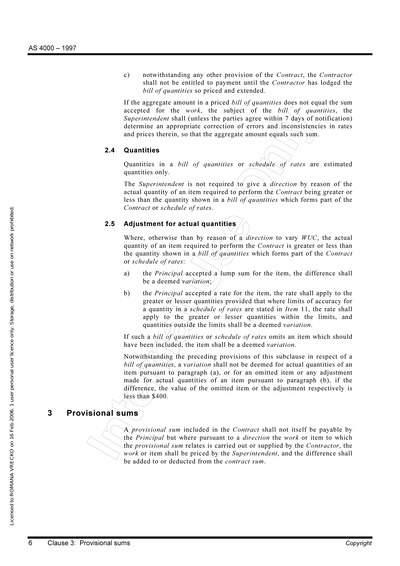 AS 4000 – 1997
c) notwithstanding any other provision of the Contract, the Contractor
shall not be entitled to payment until the Contractor has lodged the
bill of quantities so priced and extended.
If the aggregate amount in a priced bill of quantities does not equal the sum
accepted for the work, the subject of the bill of quantities, the
Superintendent shall (unless the parties agree within 7 days of notification)
determine an appropriate correction of errors and inconsistencies in rates
and prices therein, so that the aggregate amount equals such sum.
2.4 Quantities
Quantities in a bill of quantities or schedule of rates are estimated
quantities only.
The Superintendent is not required to give a direction by reason of the
actual quantity of an item required to perform the Contract being greater or
less than the quantity shown in a bill of quantities which forms part of the
Contract or schedule of rates.
2.5 Adjustment for actual quantities
Where, otherwise than by reason of a direction to vary WUC, the actual
quantity of an item required to perform the Contract is greater or less than
the quantity shown in a bill of quantities which forms part of the Contract
or schedule of rates:
a) the Principal accepted a lump sum for the item, the difference shall
be a deemed variation;
b) the Principal accepted a rate for the item, the rate shall apply to the
greater or lesser quantities provided that where limits of accuracy for
a quantity in a schedule of rates are stated in Item 11, the rate shall
apply to the greater or lesser quantities within the limits, and
quantities outside the limits shall be a deemed variation.
If such a bill of quantities or schedule of rates omits an item which should
have been included, the item shall be a deemed variation.
Notwithstanding the preceding provisions of this subclause in respect of a
bill of quantities, a variation shall not be deemed for actual quantities of an
item pursuant to paragraph (a), or for an omitted item or any adjustment
made for actual quantities of an item pursuant to paragraph (b), if the
difference, the value of the omitted item or the adjustment respectively is
less than $400.
3 Provisional sums
A provisional sum included in the Contract shall not itself be payable by
the Principal but where pursuant to a direction the work or item to which
the provisional sum relates is carried out or supplied by the Contractor, the
work or item shall be priced by the Superintendent, and the difference shall
be added to or deducted from the contract sum.
6 Clause 3: Provisional sums Copyright
Licensed to ROMANA VRECKO on 16 Feb 2006. 1 user personal user licence only. Storage, distribution or use on network prohibited.